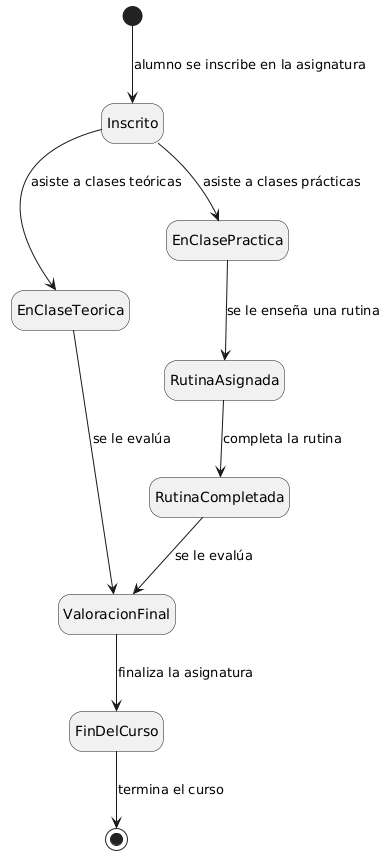 alumno se inscribe en la asignatura
Inscrito
asiste a clases teóricas
asiste a clases prácticas
EnClasePractica
EnClaseTeorica
se le enseña una rutina
RutinaAsignada
se le evalúa
completa la rutina
RutinaCompletada
se le evalúa
ValoracionFinal
finaliza la asignatura
FinDelCurso
termina el curso